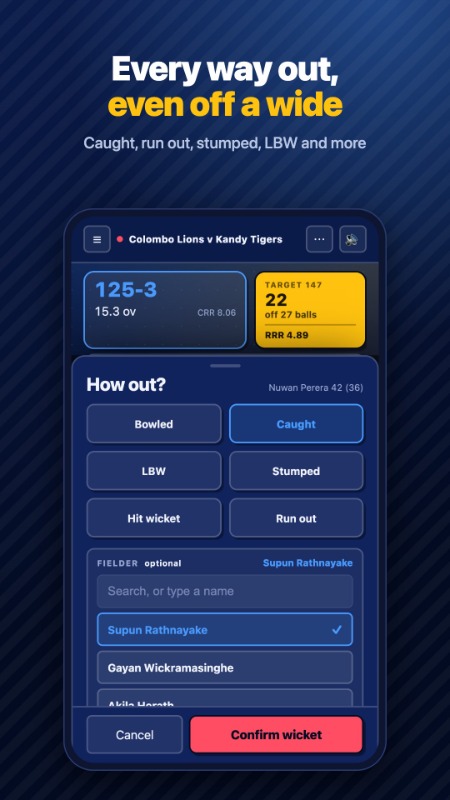 Every way out,
even off a wide
Caught, run out, stumped, LBW and more
Colombo Lions v Kandy Tigers
125-3
15.3 ov
CRR 8.06
TARGET 147
22
off 27 balls
RRR 4.89
How out?
Nuwan Perera 42 (36)
Bowled
Caught
LBW
Stumped
Hit wicket
Run out
FIELDER optional
Supun Rathnayake
Search, or type a name
Supun Rathnayake
Gayan Wickramasinghe
Akila Herath
Cancel
Confirm wicket